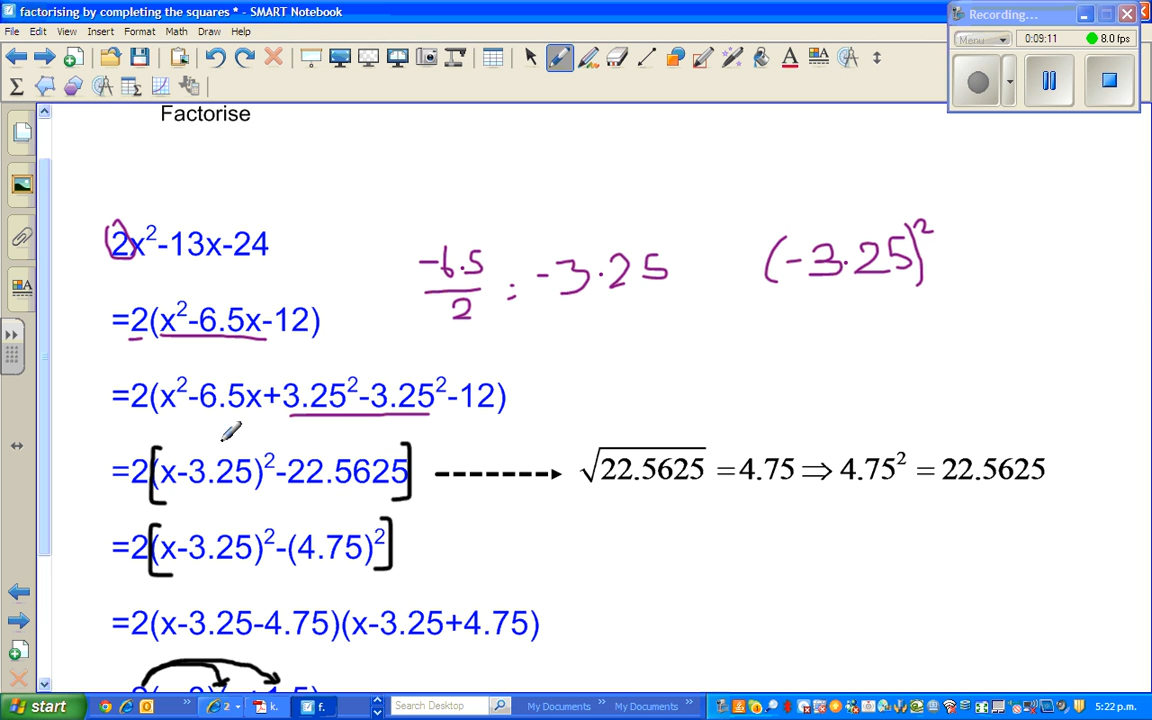 factorising by completing the squares * - SMART Notebook
Recording...
File Edit View Insert Format Math Draw Help
Menu 0:09:11 8.0 fps
Factorise
2x²-13x-24
-6.5/2 = -3.25 (-3.25)²
=2(x²-6.5x-12)
=2(x²-6.5x+3.25²-3.25²-12)
=2[x-3.25)²-22.5625] -------> √22.5625 = 4.75 ⇒ 4.75² = 22.5625
=2[x-3.25)²-(4.75)²]
=2(x-3.25-4.75)(x-3.25+4.75)
start 2 k. f. Search Desktop My Documents My Documents 5:22 p.m.